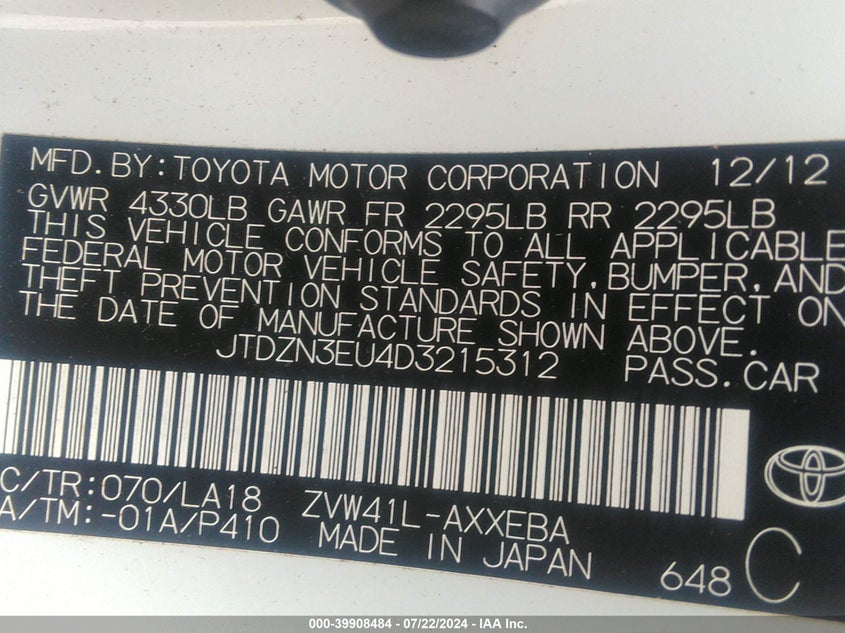 MFD.BY:TOYOTA MOTOR CORPORATION 12/12
GVWR 4330LB GAWR FR 2295LB RR 2295LB
THIS VEHICLE CONFORMS TO ALL APPLICABLE
FEDERAL MOTOR VEHICLE SAFETY,BUMPER,AND
THEFT PREVENTION STANDARDS IN EFFECT ON
THE DATE OF MANUFACTURE SHOWN ABOVE.
JTDZN3EU4D3215312 PASS.CAR
C/TR:070/LA18 ZVW41L-AXXEBA
A/TM:-01A/P410 MADE IN JAPAN 648 C
000-39908484 - 07/22/2024 - IAA Inc.